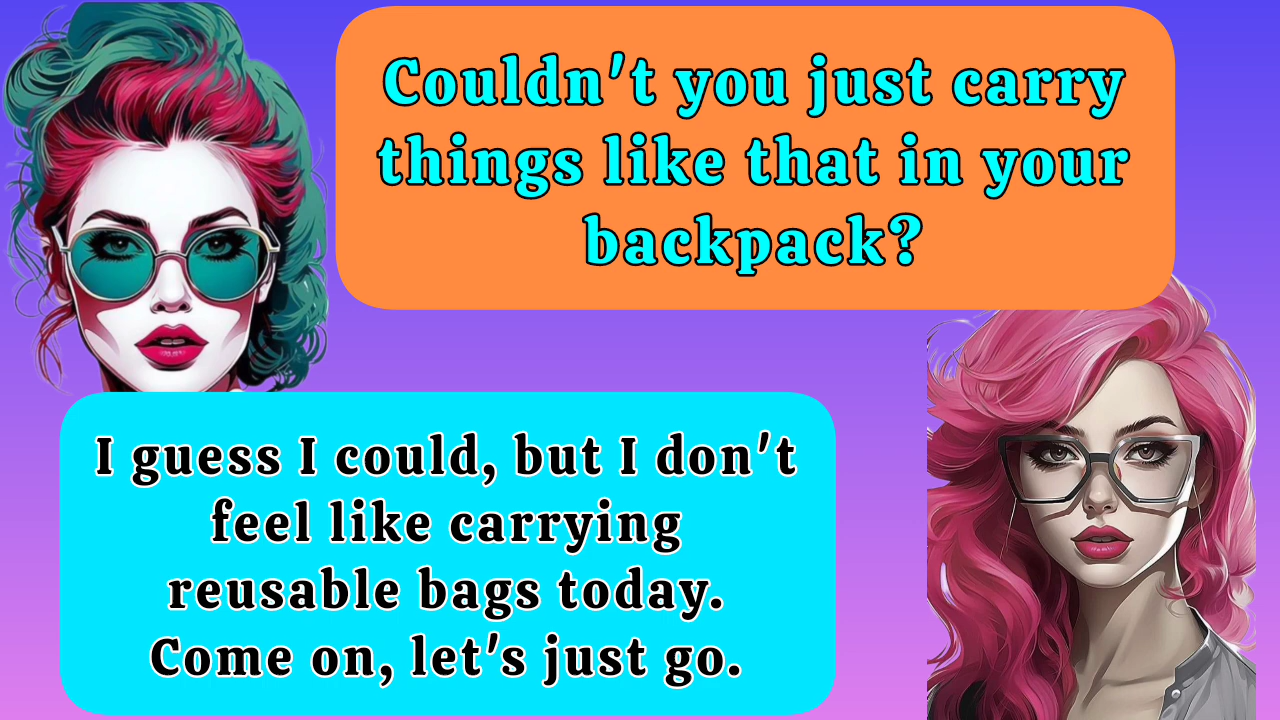 Couldn't you just carry
things like that in your
backpack?
I guess I could, but I don't
feel like carrying
reusable bags today.
Come on, let's just go.